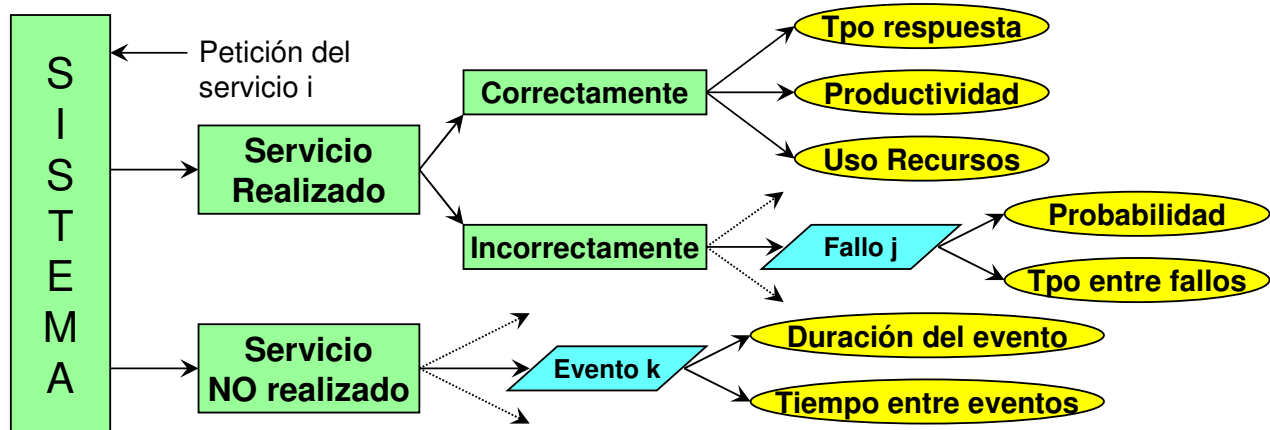 SISTEMA
Petición del
servicio i
Servicio
Realizado
Correctamente
Tpo respuesta
Productividad
Uso Recursos
Incorrectamente
Fallo j
Probabilidad
Tpo entre fallos
Servicio
NO realizado
Evento k
Duración del evento
Tiempo entre eventos